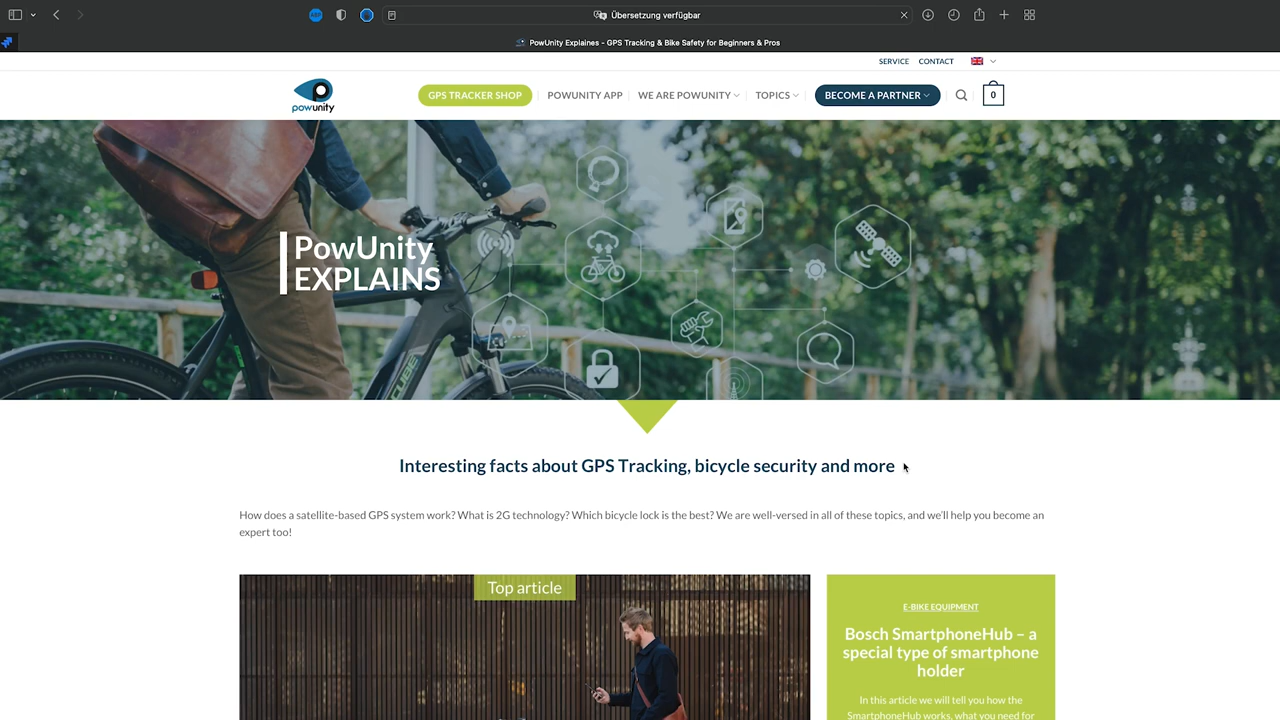 ABP
Übersetzung verfügbar
PowUnity Explaines - GPS Tracking & Bike Safety for Beginners & Pros
SERVICE CONTACT
powunity
GPS TRACKER SHOP POWUNITY APP WE ARE POWUNITY TOPICS BECOME A PARTNER 0
PowUnity
EXPLAINS
CUBE
Interesting facts about GPS Tracking, bicycle security and more
How does a satellite-based GPS system work? What is 2G technology? Which bicycle lock is the best? We are well-versed in all of these topics, and we'll help you become an
expert too!
Top article
E-BIKE EQUIPMENT
Bosch SmartphoneHub – a
special type of smartphone
holder
In this article we will tell you how the
SmartphoneHub works, what you need for